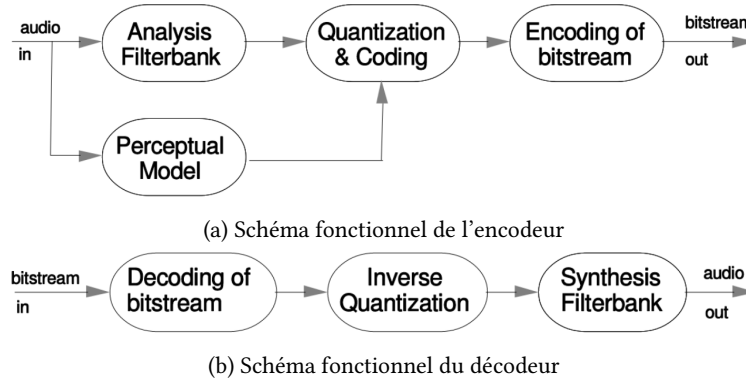 audio
in
Analysis
Filterbank
Quantization
& Coding
Encoding of
bitstream
bitstream
out
Perceptual
Model
(a) Schéma fonctionnel de l'encodeur
bitstream
in
Decoding of
bitstream
Inverse
Quantization
Synthesis
Filterbank
audio
out
(b) Schéma fonctionnel du décodeur